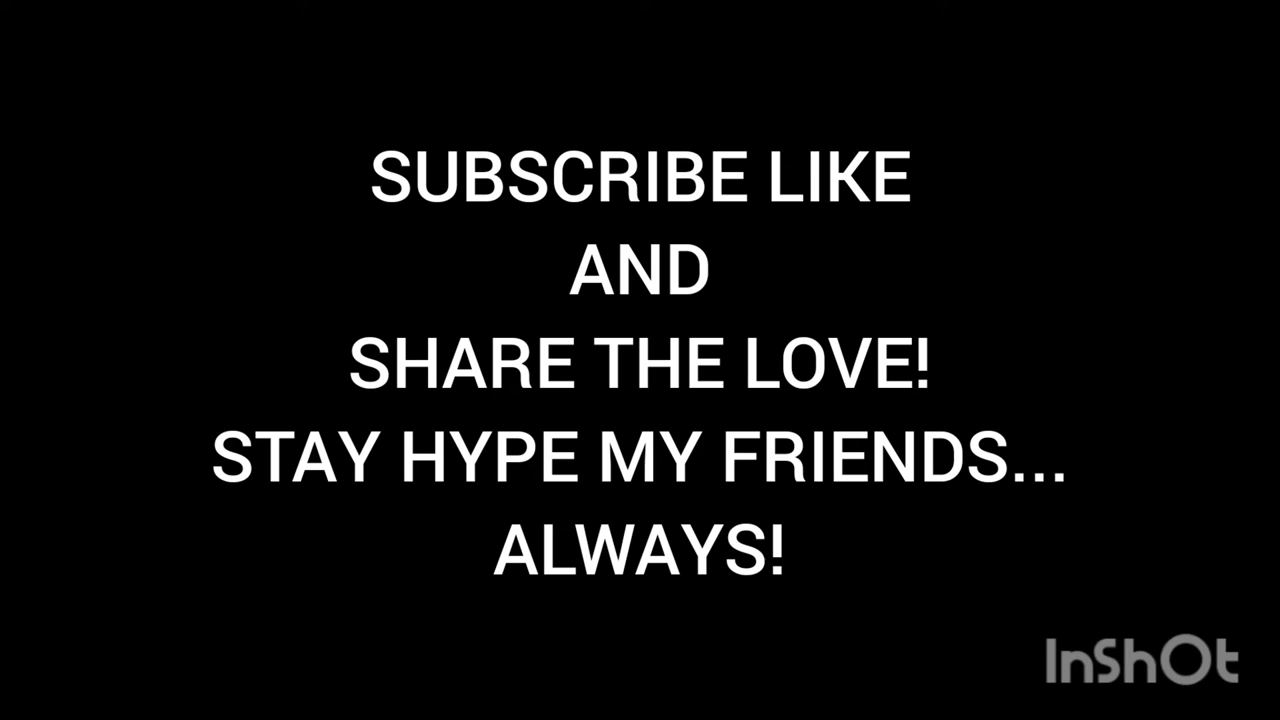 SUBSCRIBE LIKE
AND
SHARE THE LOVE!
STAY HYPE MY FRIENDS...
ALWAYS!
InShOt